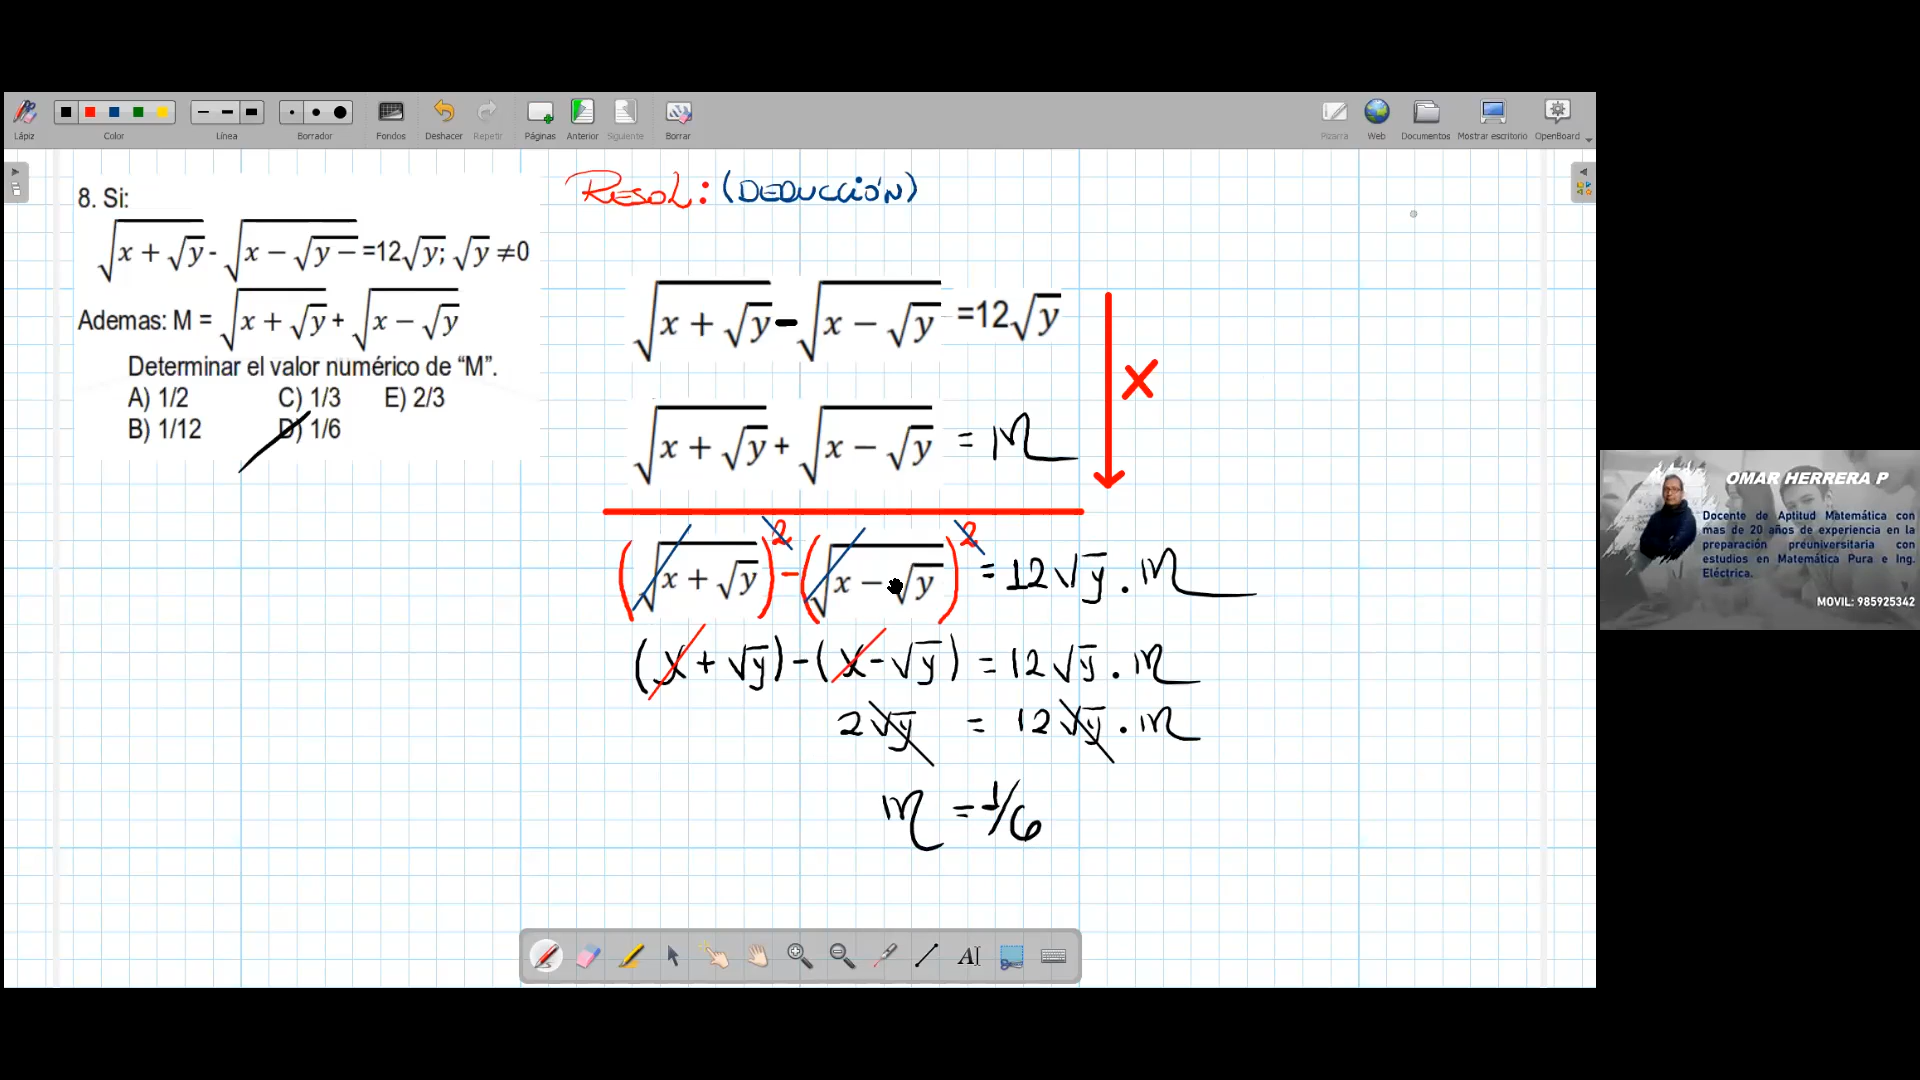 Lápiz Color Línea Borrador Fondos Deshacer Repetir Páginas Anterior Siguiente Borrar Pizarra Web Documentos Mostrar escritorio OpenBoard
8. Si:
√(x + √y) - √(x − √y −) =12√y; √y ≠0
Ademas: M = √(x + √y) + √(x − √y)
Determinar el valor numérico de “M”.
A) 1/2 C) 1/3 E) 2/3
B) 1/12 D) 1/6
RESOL: (DEDUCCIÓN)
√(x + √y) - √(x − √y) =12√y
√(x + √y) + √(x − √y) = M
X
(√(x + √y))² - (√(x − √y))² = 12√y . M
(x + √y) - (x - √y) = 12√y . M
2√y = 12√y . M
M = 1/6
OMAR HERRERA P
Docente de Aptitud Matemática con
mas de 20 años de experiencia en la
preparación preuniversitaria con
estudios en Matemática Pura e Ing.
Eléctrica.
MOVIL: 985925342
AI